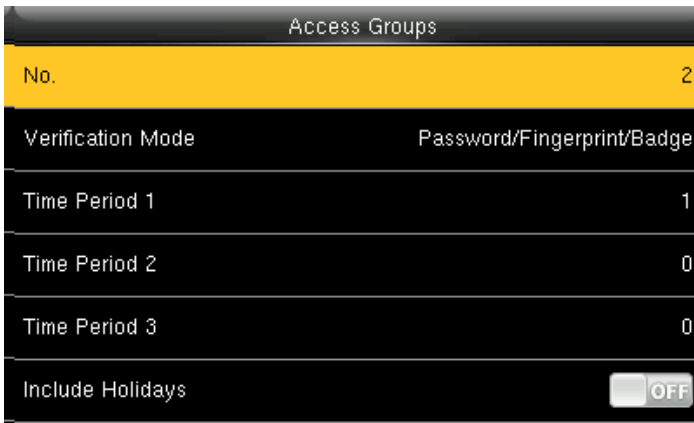 Access Groups
No. 2
Verification Mode Password/Fingerprint/Badge
Time Period 1 1
Time Period 2 0
Time Period 3 0
Include Holidays OFF